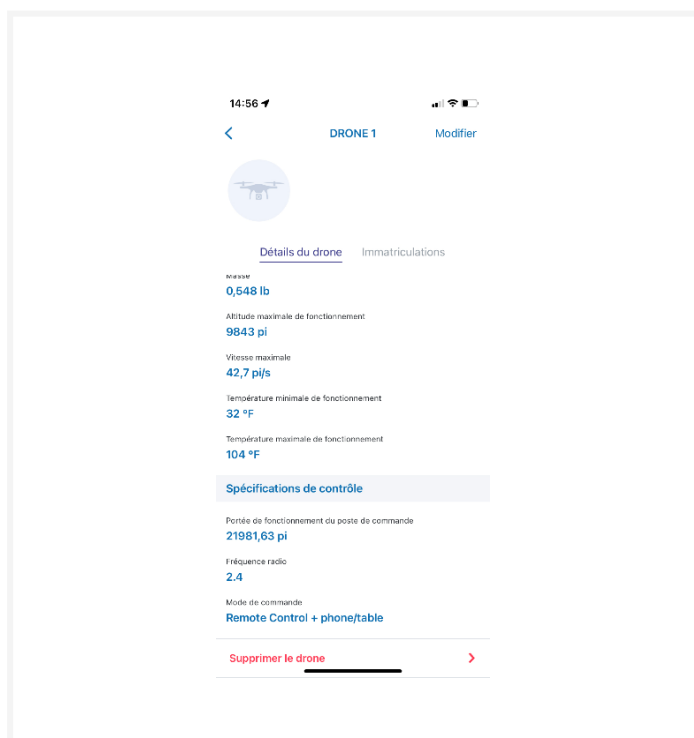 14:56
DRONE 1
Modifier
Détails du drone
Immatriculations
Masse
0,548 lb
Altitude maximale de fonctionnement
9843 pi
Vitesse maximale
42,7 pi/s
Température minimale de fonctionnement
32 °F
Température maximale de fonctionnement
104 °F
Spécifications de contrôle
Portée de fonctionnement du poste de commande
21981,63 pi
Fréquence radio
2.4
Mode de commande
Remote Control + phone/table
Supprimer le drone